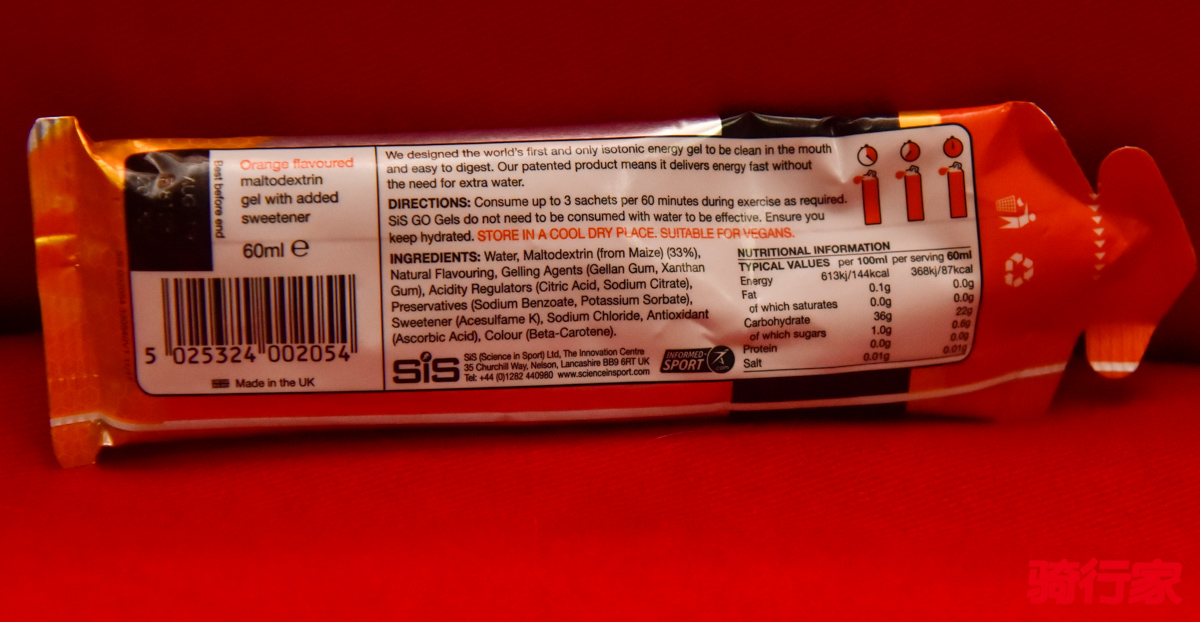 Best before end
Orange flavoured
maltodextrin
gel with added
sweetener
60ml ℮
5 025324 002054
Made in the UK
We designed the world's first and only isotonic energy gel to be clean in the mouth
and easy to digest. Our patented product means it delivers energy fast without
the need for extra water.
DIRECTIONS: Consume up to 3 sachets per 60 minutes during exercise as required.
SiS GO Gels do not need to be consumed with water to be effective. Ensure you
keep hydrated. STORE IN A COOL DRY PLACE. SUITABLE FOR VEGANS.
INGREDIENTS: Water, Maltodextrin (from Maize) (33%),
Natural Flavouring, Gelling Agents (Gellan Gum, Xanthan
Gum), Acidity Regulators (Citric Acid, Sodium Citrate),
Preservatives (Sodium Benzoate, Potassium Sorbate),
Sweetener (Acesulfame K), Sodium Chloride, Antioxidant
(Ascorbic Acid), Colour (Beta-Carotene).
SiS
SiS (Science in Sport) Ltd, The Innovation Centre
35 Churchill Way, Nelson, Lancashire BB9 6RT UK
Tel: +44 (0)1282 440980 www.scienceinsport.com
INFORMED-
SPORT
.com
NUTRITIONAL INFORMATION
TYPICAL VALUES per 100ml per serving 60ml
Energy 613kj/144kcal 368kj/87kcal
Fat 0.1g 0.0g
of which saturates 0.0g 0.0g
Carbohydrate 36g 22g
of which sugars 1.0g 0.6g
Protein 0.0g 0.0g
Salt 0.01g 0.01g
骑行家